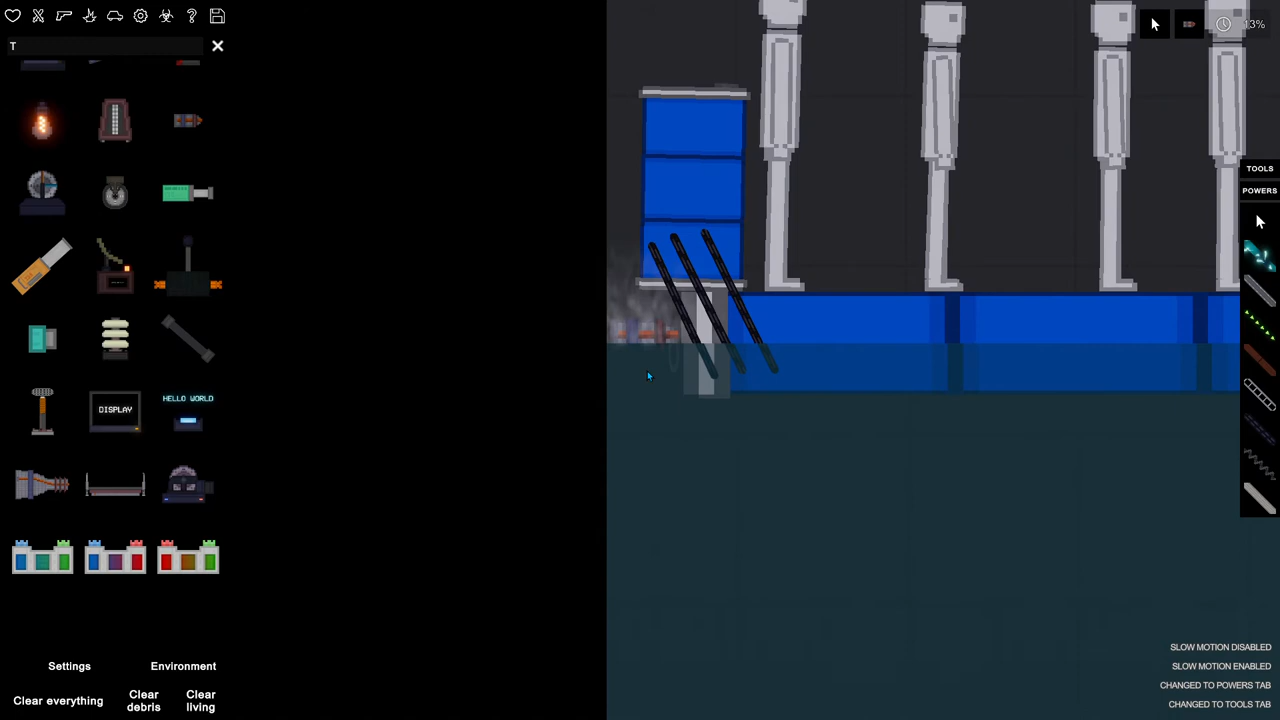 T
13%
TOOLS
POWERS
DISPLAY
HELLO WORLD
Settings
Environment
Clear everything
Clear debris
Clear living
SLOW MOTION DISABLED
SLOW MOTION ENABLED
CHANGED TO POWERS TAB
CHANGED TO TOOLS TAB